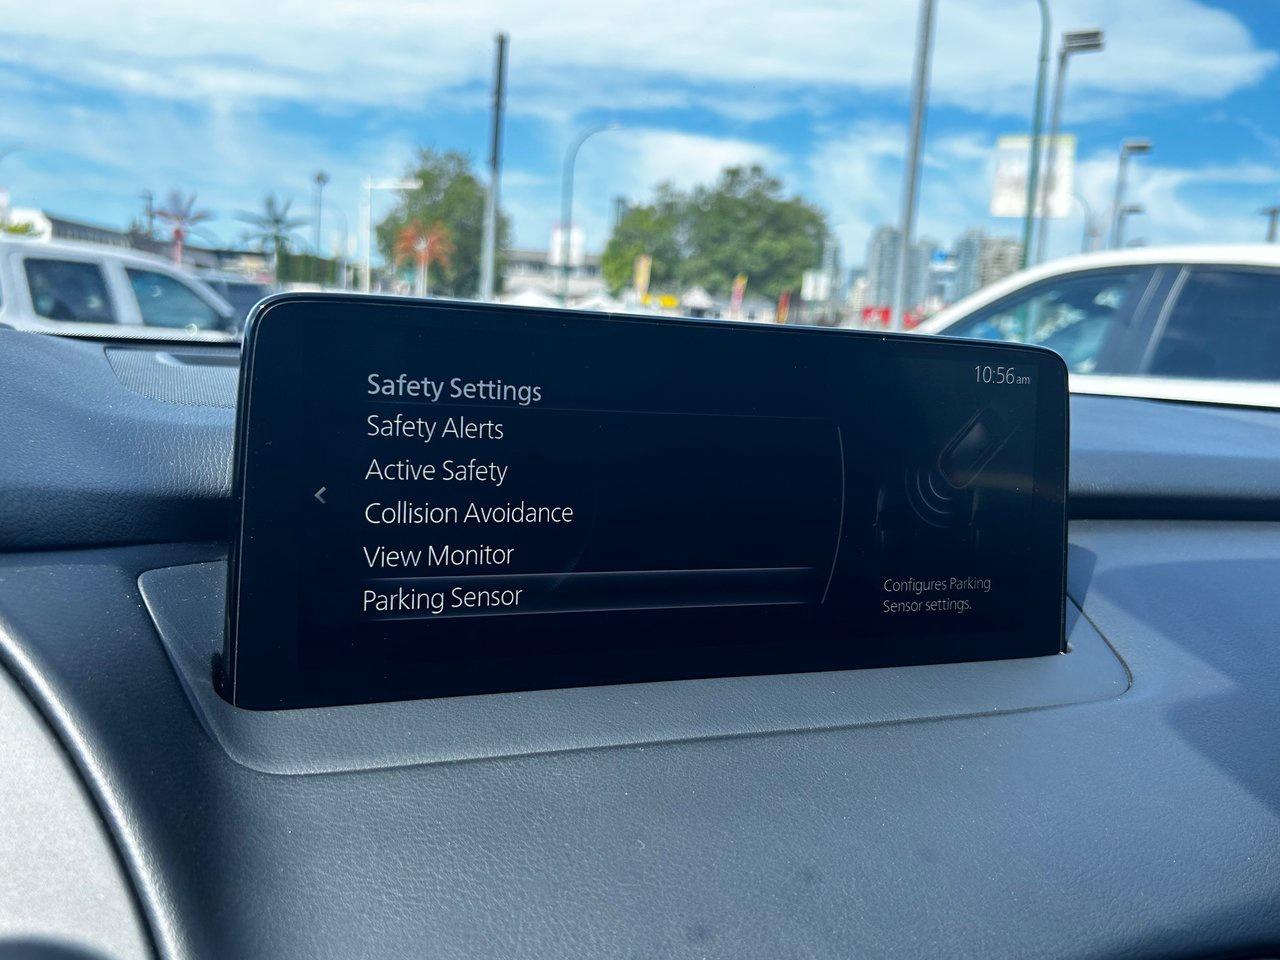 10:56am
Safety Settings
Safety Alerts
Active Safety
Collision Avoidance
View Monitor
Parking Sensor
Configures Parking
Sensor settings.